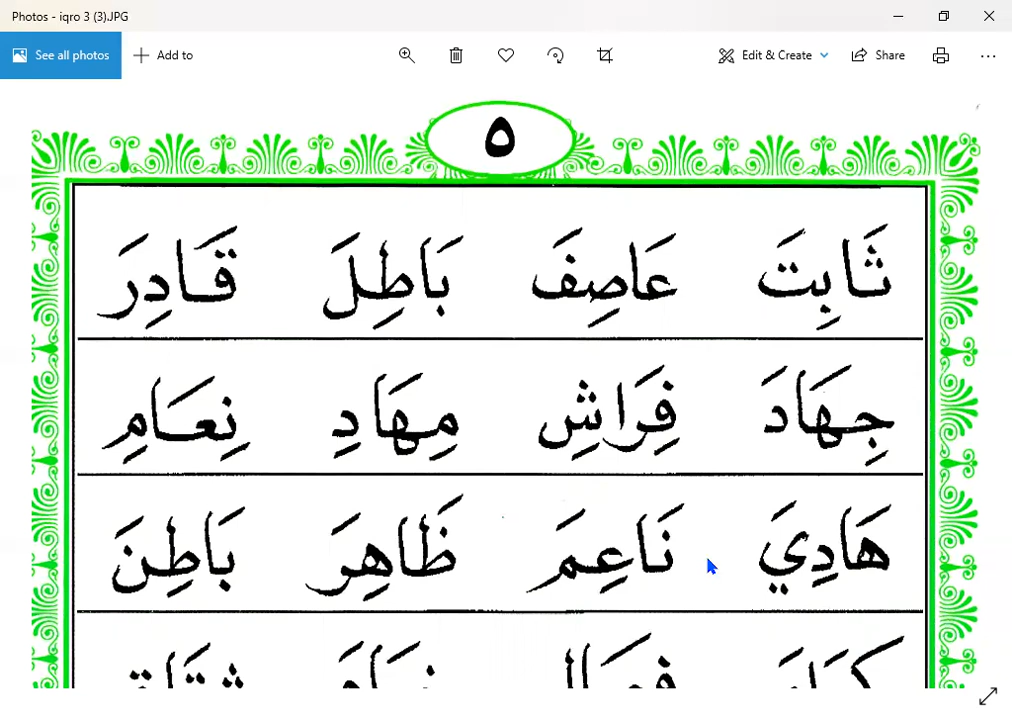 Photos - iqro 3 (3).JPG
See all photos
Add to
Edit & Create
Share
٥
ثَابِتَ عَاصِفَ بَاطِلَ قَادِرَ
جِهَادَ فِرَاشِ مِهَادِ نِعَامِ
هَادِيَ نَاعِمَ ظَاهِرَ بَاطِنَ